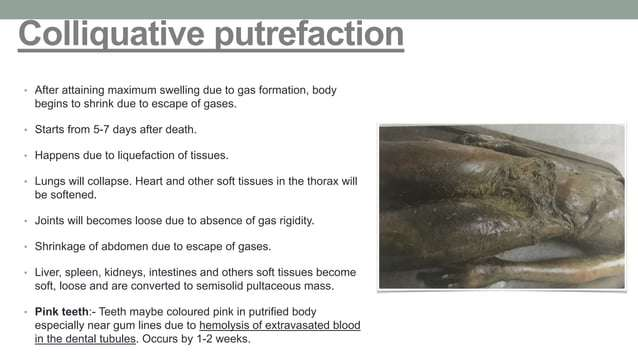 Colliquative putrefaction
• After attaining maximum swelling due to gas formation, body
begins to shrink due to escape of gases.
• Starts from 5-7 days after death.
• Happens due to liquefaction of tissues.
• Lungs will collapse. Heart and other soft tissues in the thorax will
be softened.
• Joints will becomes loose due to absence of gas rigidity.
• Shrinkage of abdomen due to escape of gases.
• Liver, spleen, kidneys, intestines and others soft tissues become
soft, loose and are converted to semisolid pultaceous mass.
• Pink teeth:- Teeth maybe coloured pink in putrified body
especially near gum lines due to hemolysis of extravasated blood
in the dental tubules. Occurs by 1-2 weeks.